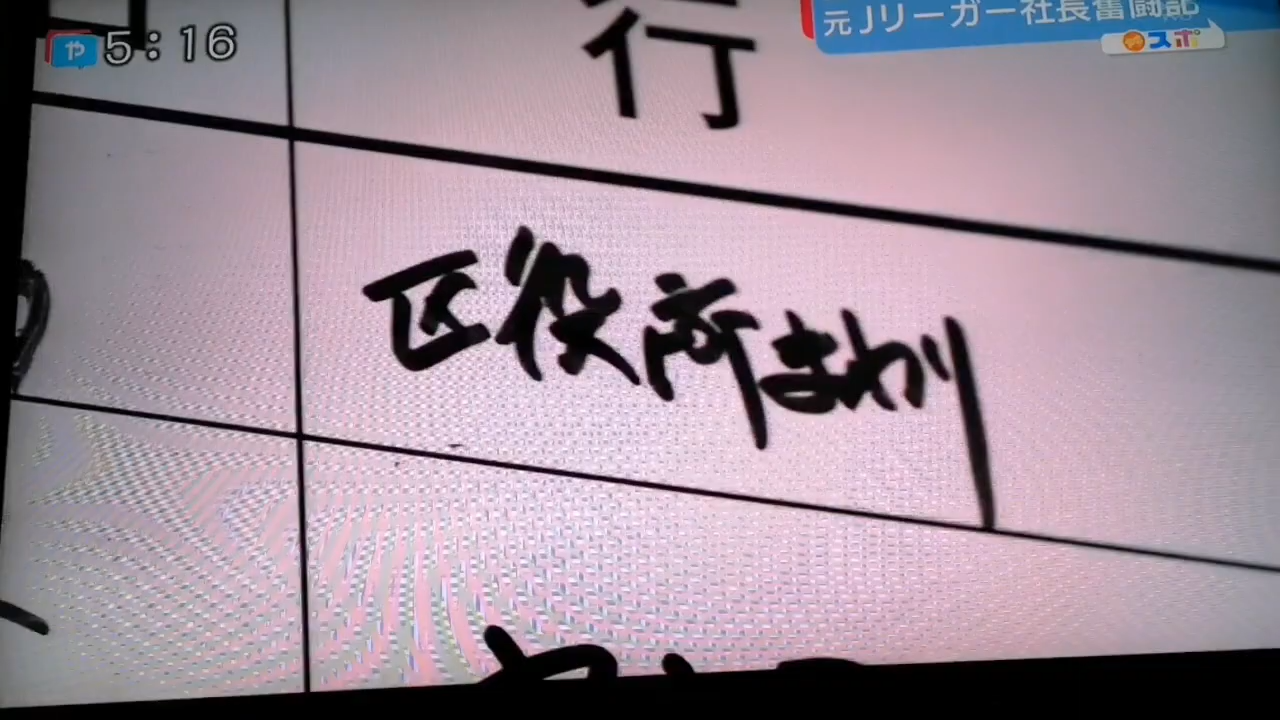 や 5:16
元Jリーガー社長奮闘記
スポ
行
区役所まわり